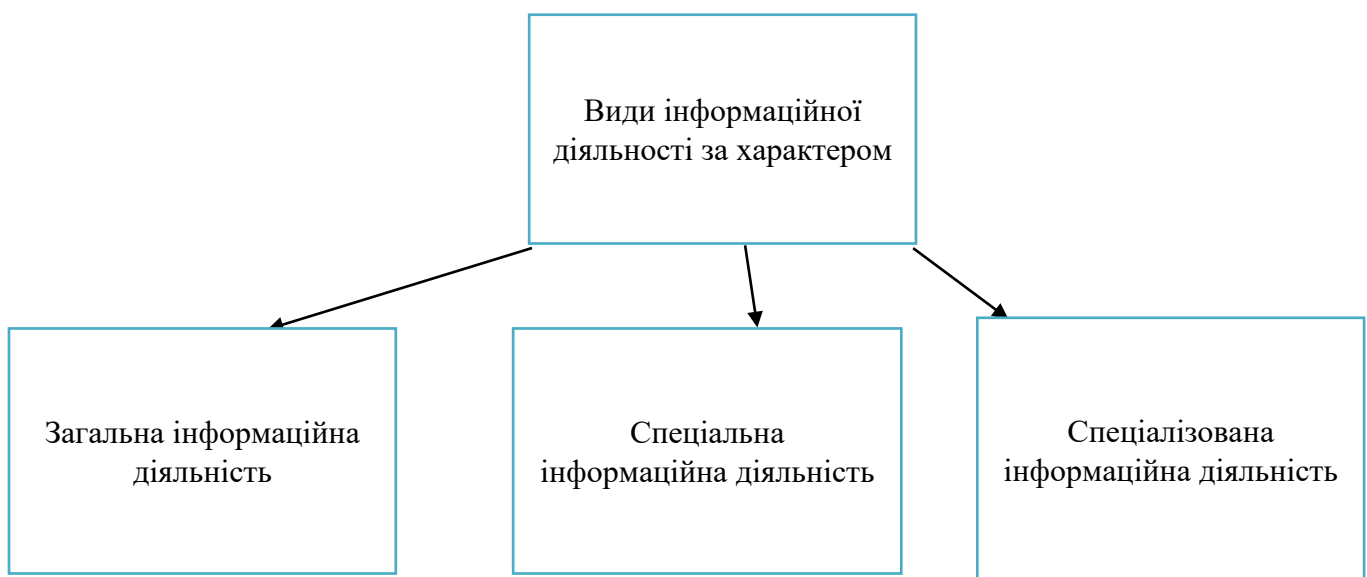 Види інформаційної
діяльності за характером
Загальна інформаційна
діяльність
Спеціальна
інформаційна діяльність
Спеціалізована
інформаційна діяльність